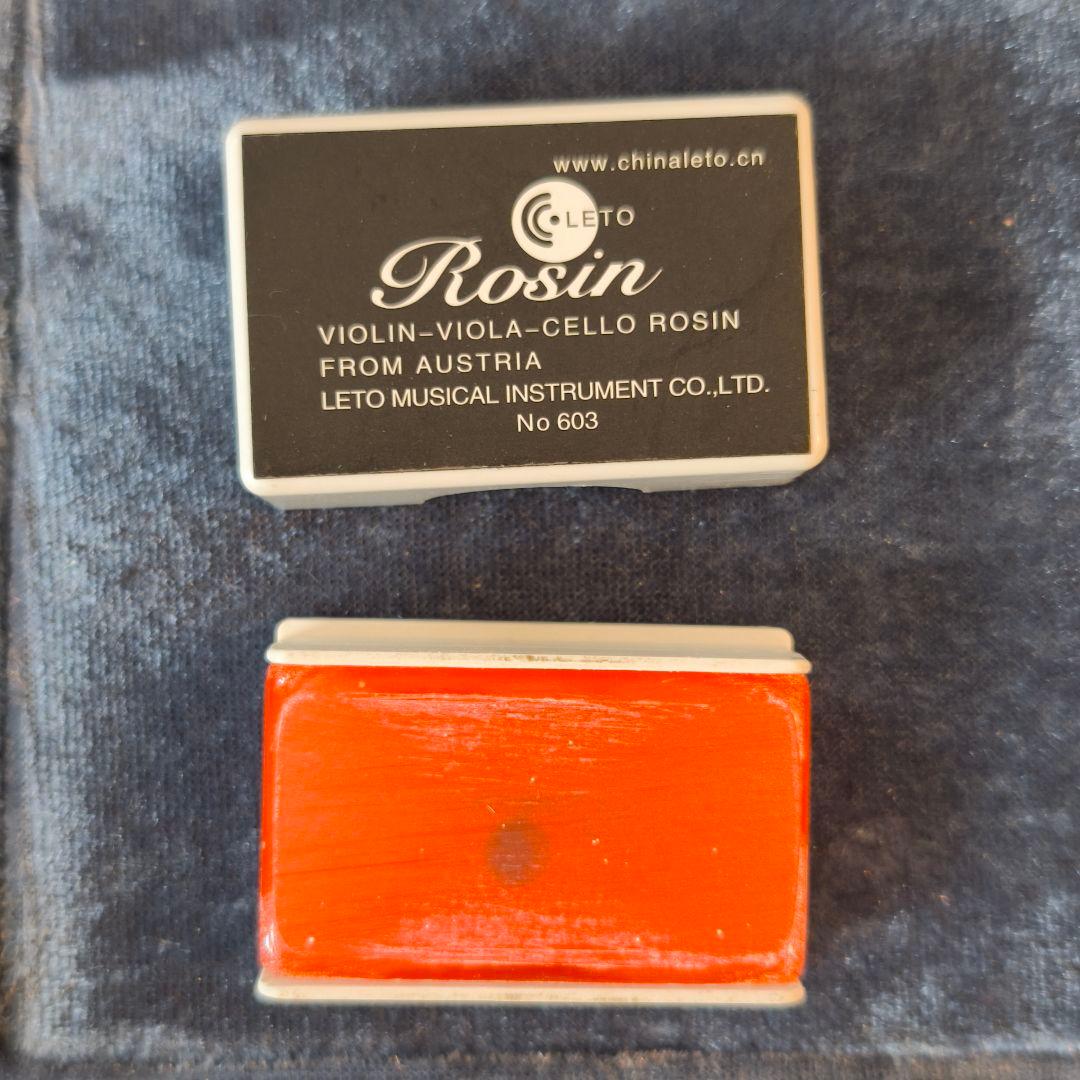 www.chinaleto.cn
LETO
Rosin
VIOLIN-VIOLA-CELLO ROSIN
FROM AUSTRIA
LETO MUSICAL INSTRUMENT CO.,LTD.
No 603